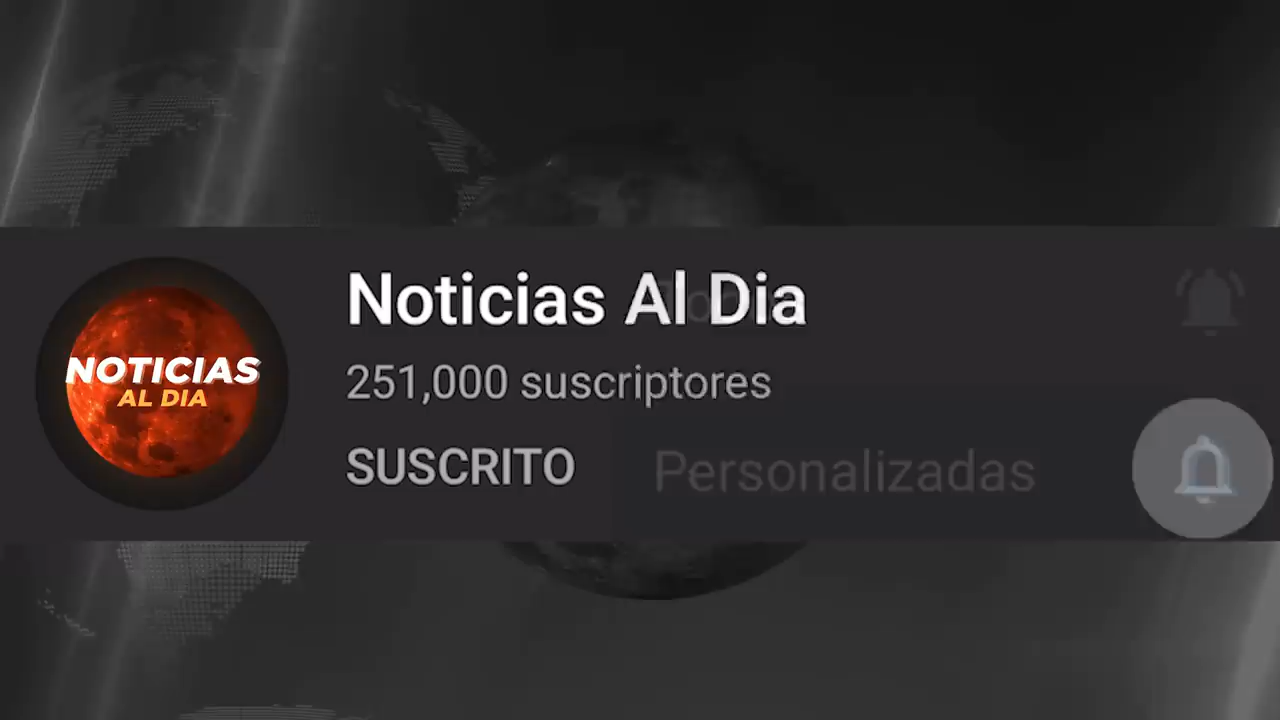 NOTICIAS
AL DIA
Noticias Al Dia
251,000 suscriptores
SUSCRITO
Personalizadas